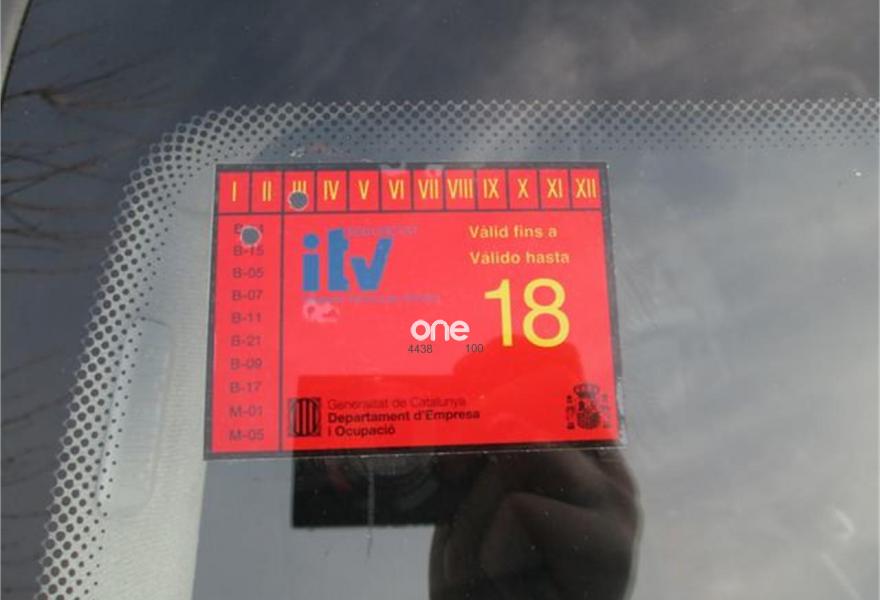 I II III IV V VI VII VIII IX X XI XII
B-15
B-05
B-07
B-11
B-21
B-09
B-17
M-01
M-05
itv
Vàlid fins a
Válido hasta
18
one
4438 100
Generalitat de Catalunya
Departament d'Empresa
i Ocupació